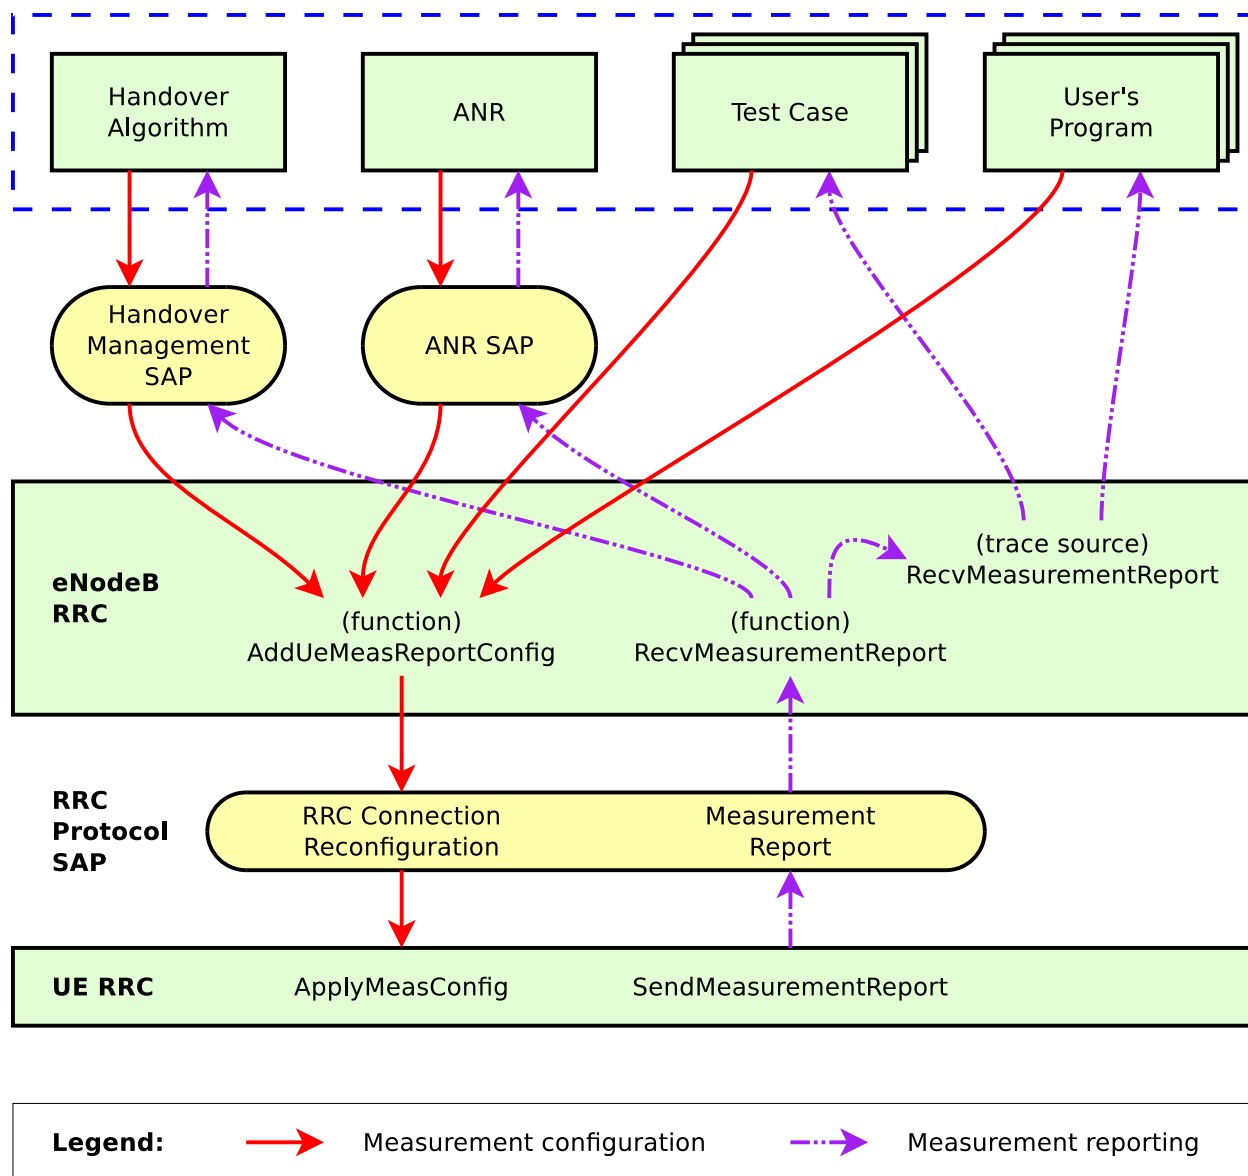 Handover
Algorithm
ANR
Test Case
User's
Program
Handover
Management
SAP
ANR SAP
eNodeB
RRC
(trace source)
RecvMeasurementReport
(function)
AddUeMeasReportConfig
(function)
RecvMeasurementReport
RRC
Protocol
SAP
RRC Connection
Reconfiguration
Measurement
Report
UE RRC
ApplyMeasConfig
SendMeasurementReport
Legend:
Measurement configuration
Measurement reporting